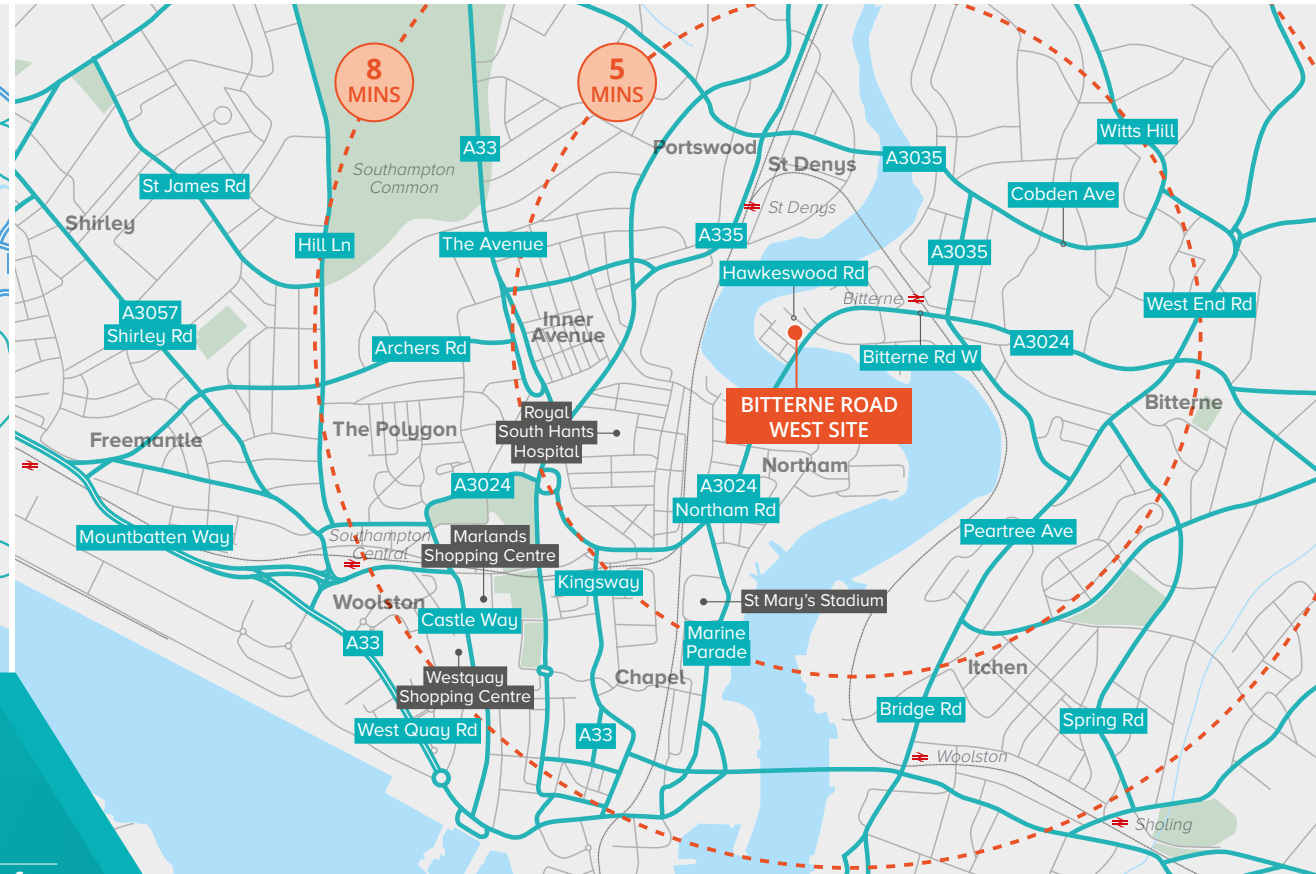 8
MINS
5
MINS
Witts Hill
A33
Portswood
St Denys
A3035
Southampton
Common
St James Rd
Cobden Ave
St Denys
Shirley
A335
Hill Ln
The Avenue
A3035
Hawkeswood Rd
Bitterne
West End Rd
A3057
Shirley Rd
Inner
Avenue
Archers Rd
A3024
Bitterne Rd W
BITTERNE ROAD
WEST SITE
Bitterne
Royal
South Hants
Hospital
The Polygon
Freemantle
Northam
A3024
A3024
Northam Rd
Mountbatten Way
Southampton
Central
Marlands
Shopping Centre
Peartree Ave
Kingsway
Woolston
St Mary's Stadium
Castle Way
A33
Marine
Parade
Itchen
Chapel
Westquay
Shopping Centre
Bridge Rd
Spring Rd
West Quay Rd
A33
Woolston
Sholing